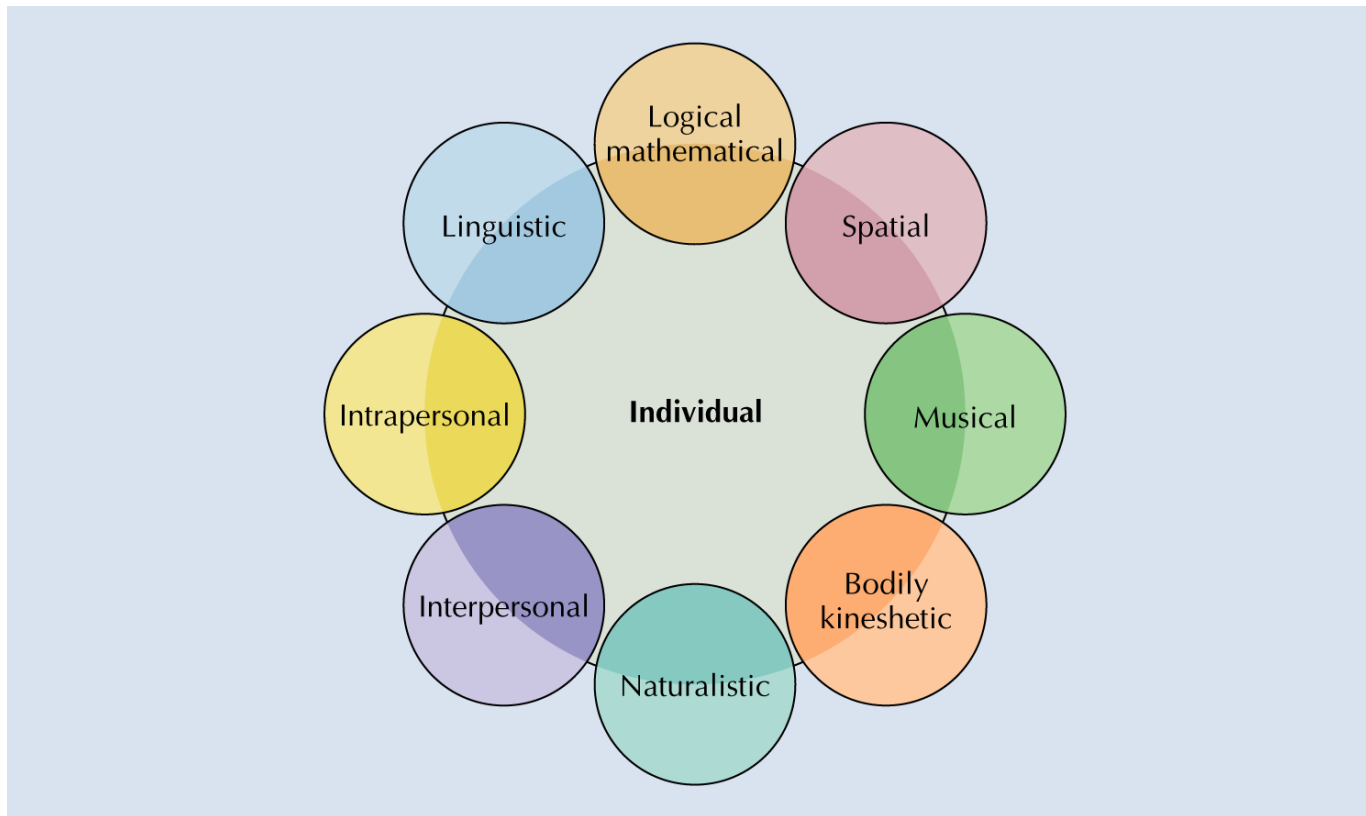 Logical
mathematical
Linguistic
Spatial
Intrapersonal
Individual
Musical
Interpersonal
Bodily
kineshetic
Naturalistic